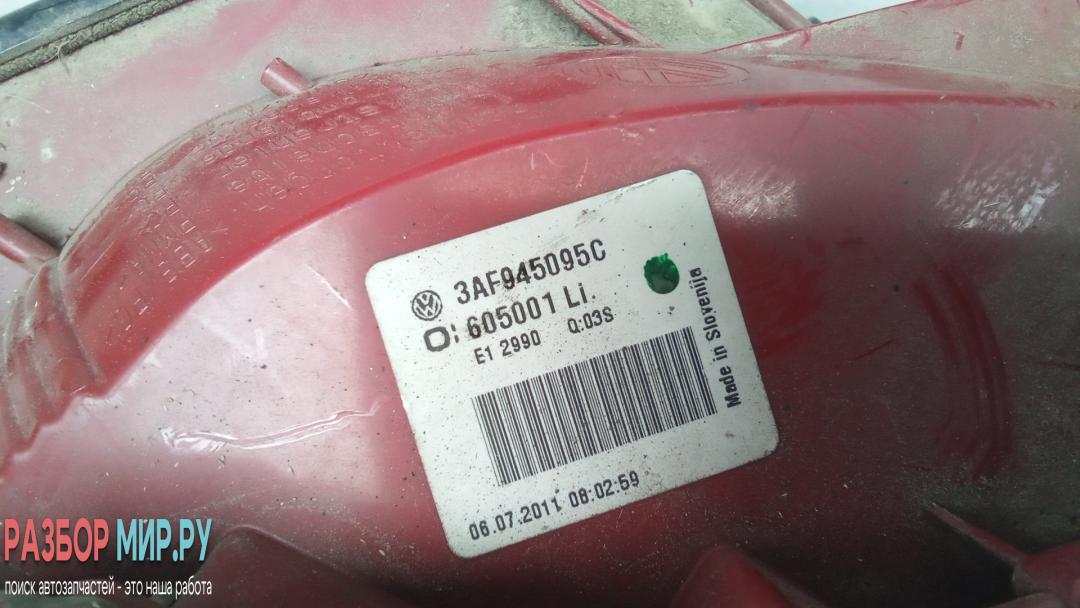 3AF945095C
O: 605001 Li.
E1 2990 Q:03S
Made in Slovenija
06.07.2011 08:02:59
РАЗБОР МИР.РУ
поиск автозапчастей - это наша работа